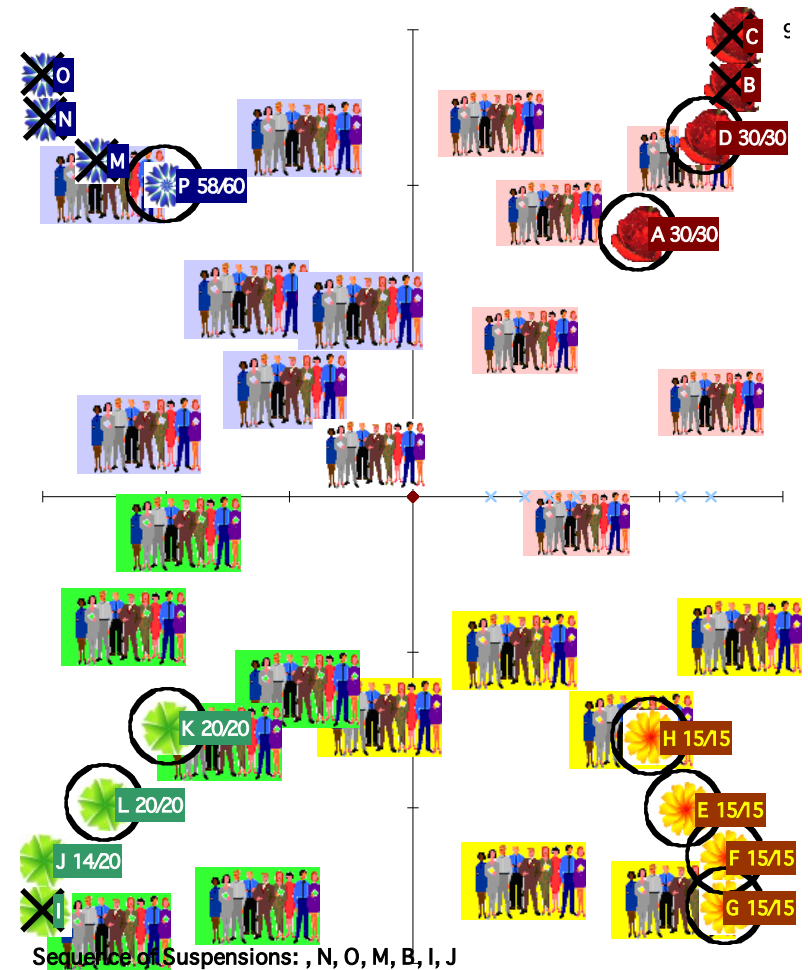 C
9
O
B
N
D 30/30
M
P 58/60
A 30/30
K 20/20
H 15/15
L 20/20
E 15/15
J 14/20
F 15/15
I
G 15/15
Sequence of Suspensions: , N, O, M, B, I, J